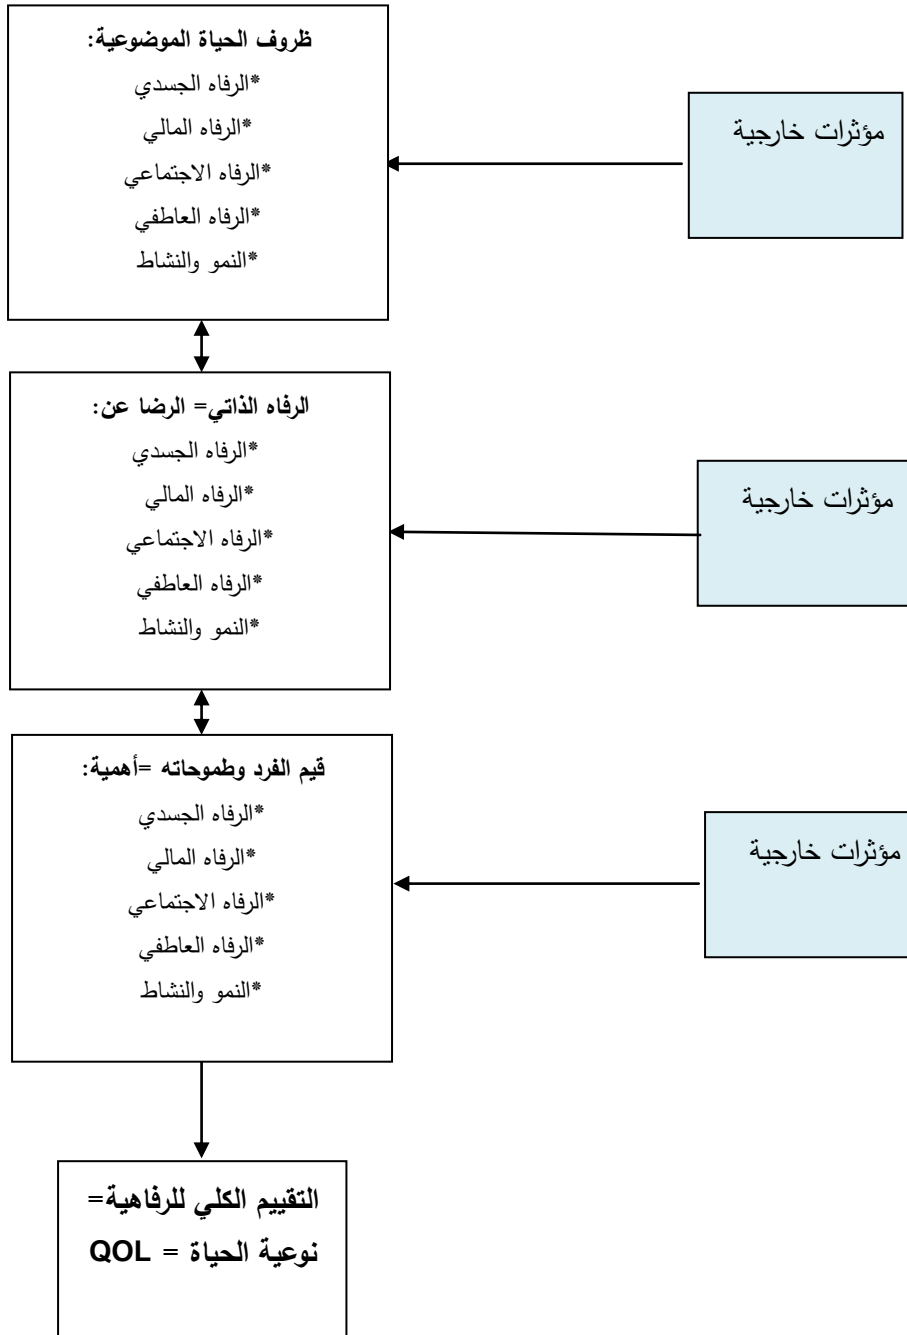 ظروف الحياة الموضوعية:
*الرفاه الجسدي
*الرفاه المالي
*الرفاه الاجتماعي
*الرفاه العاطفي
*النمو والنشاط
مؤثرات خارجية
الرفاه الذاتي= الرضا عن:
*الرفاه الجسدي
*الرفاه المالي
*الرفاه الاجتماعي
*الرفاه العاطفي
*النمو والنشاط
مؤثرات خارجية
قيم الفرد وطموحاته =أهمية:
*الرفاه الجسدي
*الرفاه المالي
*الرفاه الاجتماعي
*الرفاه العاطفي
*النمو والنشاط
مؤثرات خارجية
التقييم الكلي للرفاهية=
نوعية الحياة = QOL